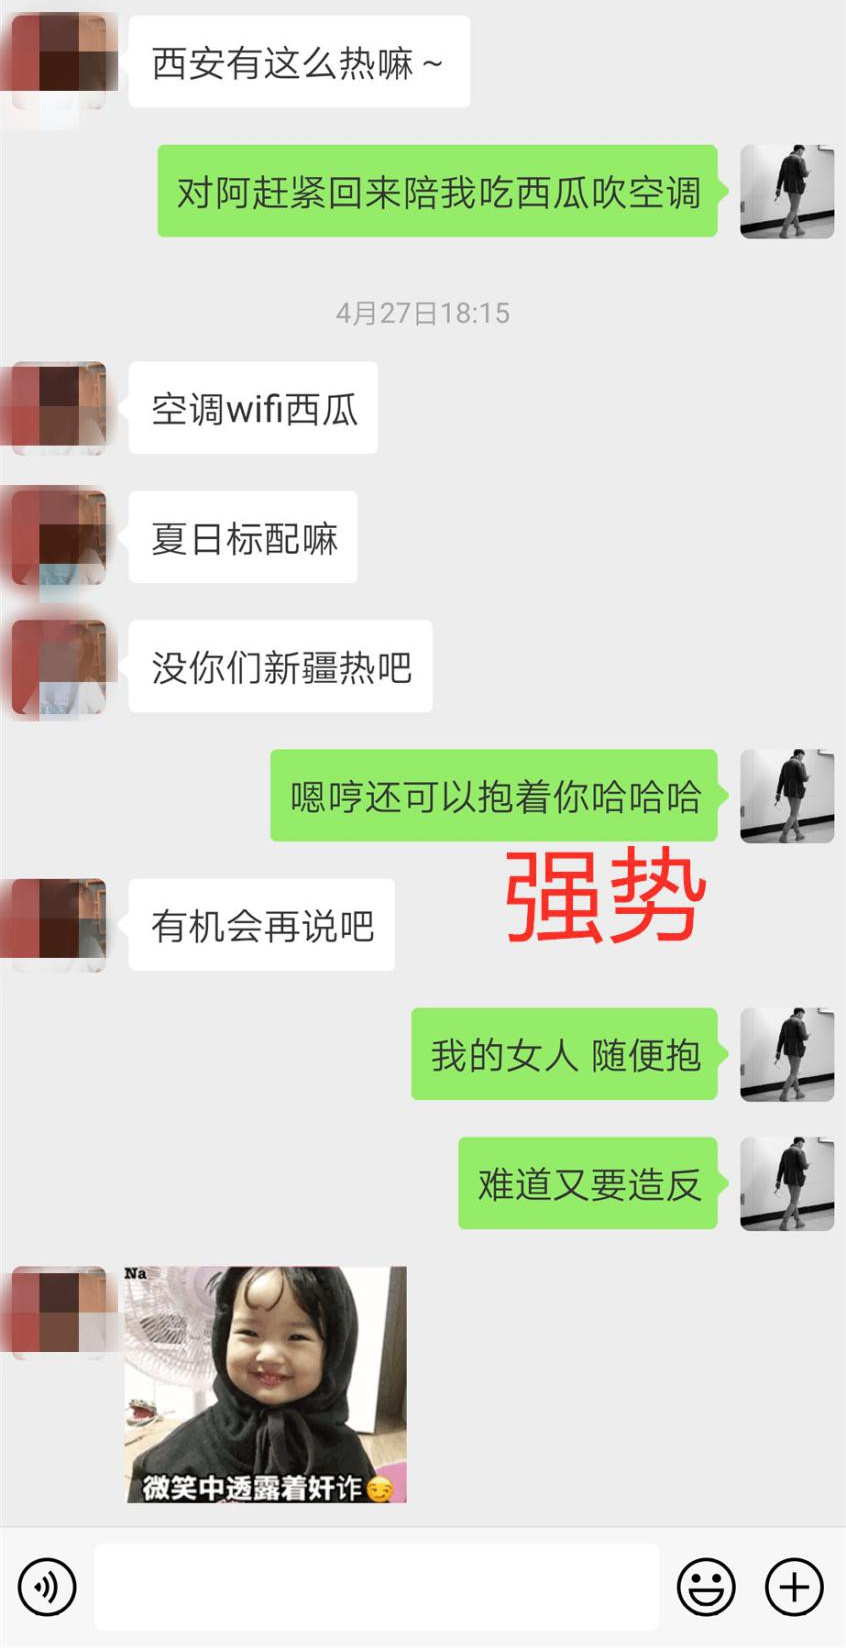 西安有这么热嘛～
对阿赶紧回来陪我吃西瓜吹空调
4月27日18:15
空调wifi西瓜
夏日标配嘛
没你们新疆热吧
嗯哼还可以抱着你哈哈哈
强势
有机会再说吧
我的女人 随便抱
难道又要造反
Na
微笑中透露着奸诈